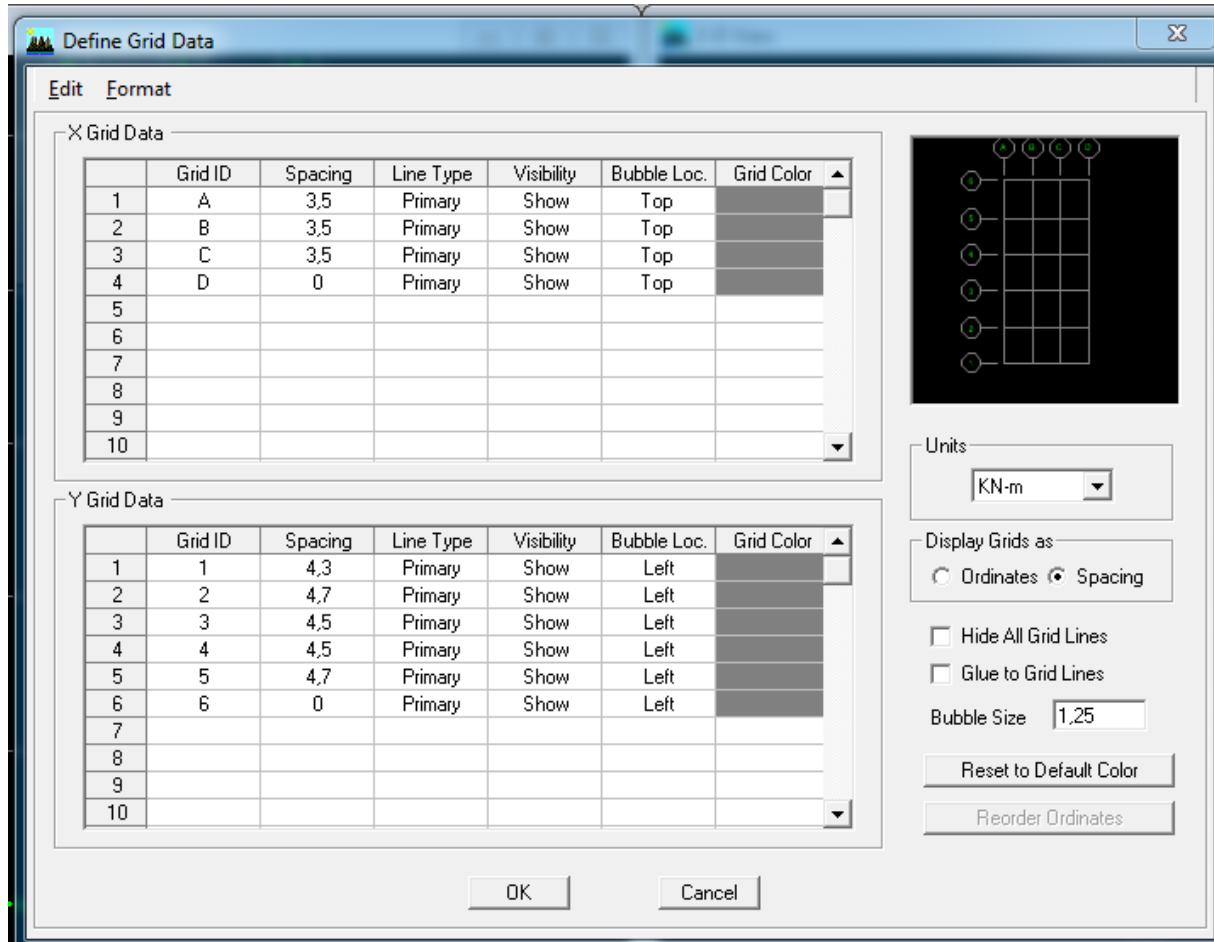 Define Grid Data
Edit Format
X Grid Data
Grid ID Spacing Line Type Visibility Bubble Loc. Grid Color
1 A 3,5 Primary Show Top
2 B 3,5 Primary Show Top
3 C 3,5 Primary Show Top
4 D 0 Primary Show Top
5
6
7
8
9
10
A B C D
6
5
4
3
2
1
Units
KN-m
Y Grid Data
Grid ID Spacing Line Type Visibility Bubble Loc. Grid Color
1 1 4,3 Primary Show Left
2 2 4,7 Primary Show Left
3 3 4,5 Primary Show Left
4 4 4,5 Primary Show Left
5 5 4,7 Primary Show Left
6 6 0 Primary Show Left
7
8
9
10
Display Grids as
Ordinates Spacing
Hide All Grid Lines
Glue to Grid Lines
Bubble Size 1,25
Reset to Default Color
Reorder Ordinates
OK Cancel